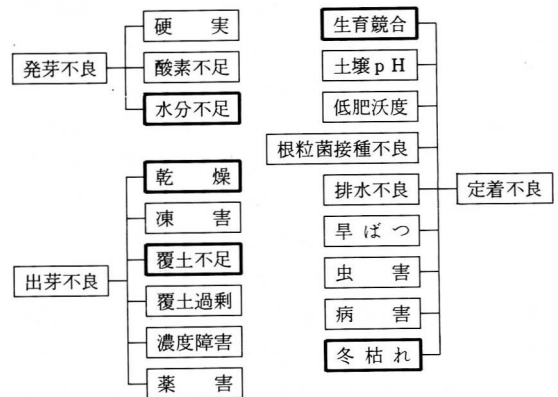 発芽不良
硬実
酸素不足
水分不足
出芽不良
乾燥
凍害
覆土不足
覆土過剰
濃度障害
薬害
生育競合
土壌pH
低肥沃度
根粒菌接種不良
排水不良
旱ばつ
虫害
病害
冬枯れ
定着不良